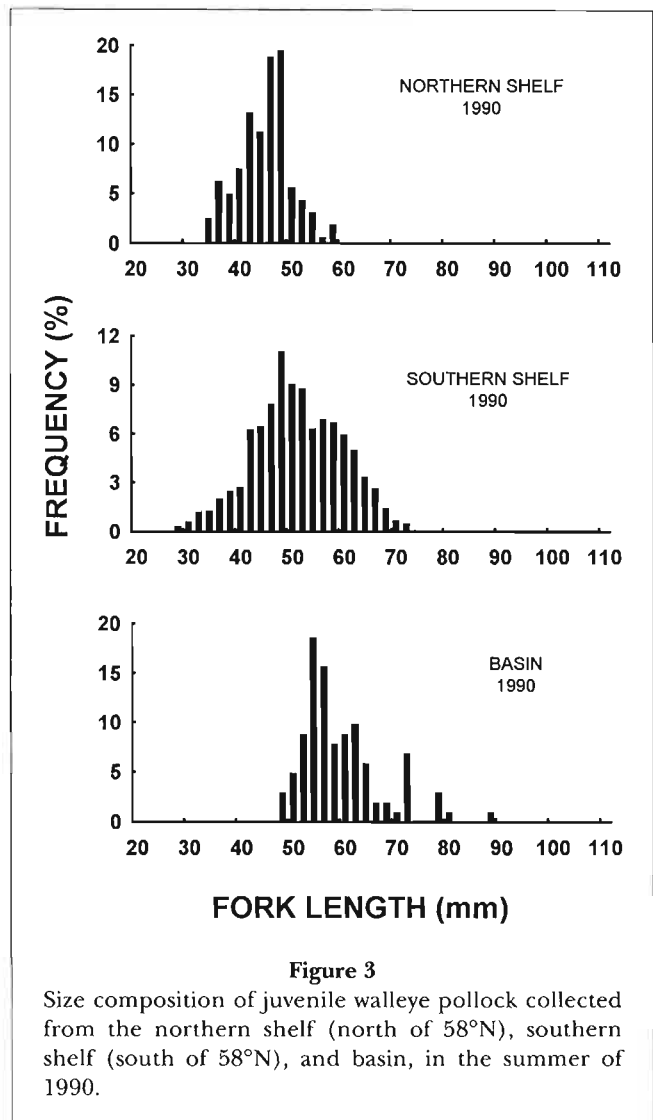 20
15
10
5
0
NORTHERN SHELF
1990
20 30 40 50 60 70 80 90 100 110
FREQUENCY (%)
12
9
6
3
0
SOUTHERN SHELF
1990
20 30 40 50 60 70 80 90 100 110
20
15
10
5
0
BASIN
1990
20 30 40 50 60 70 80 90 100 110
FORK LENGTH (mm)
Figure 3
Size composition of juvenile walleye pollock collected
from the northern shelf (north of 58°N), southern
shelf (south of 58°N), and basin, in the summer of
1990.